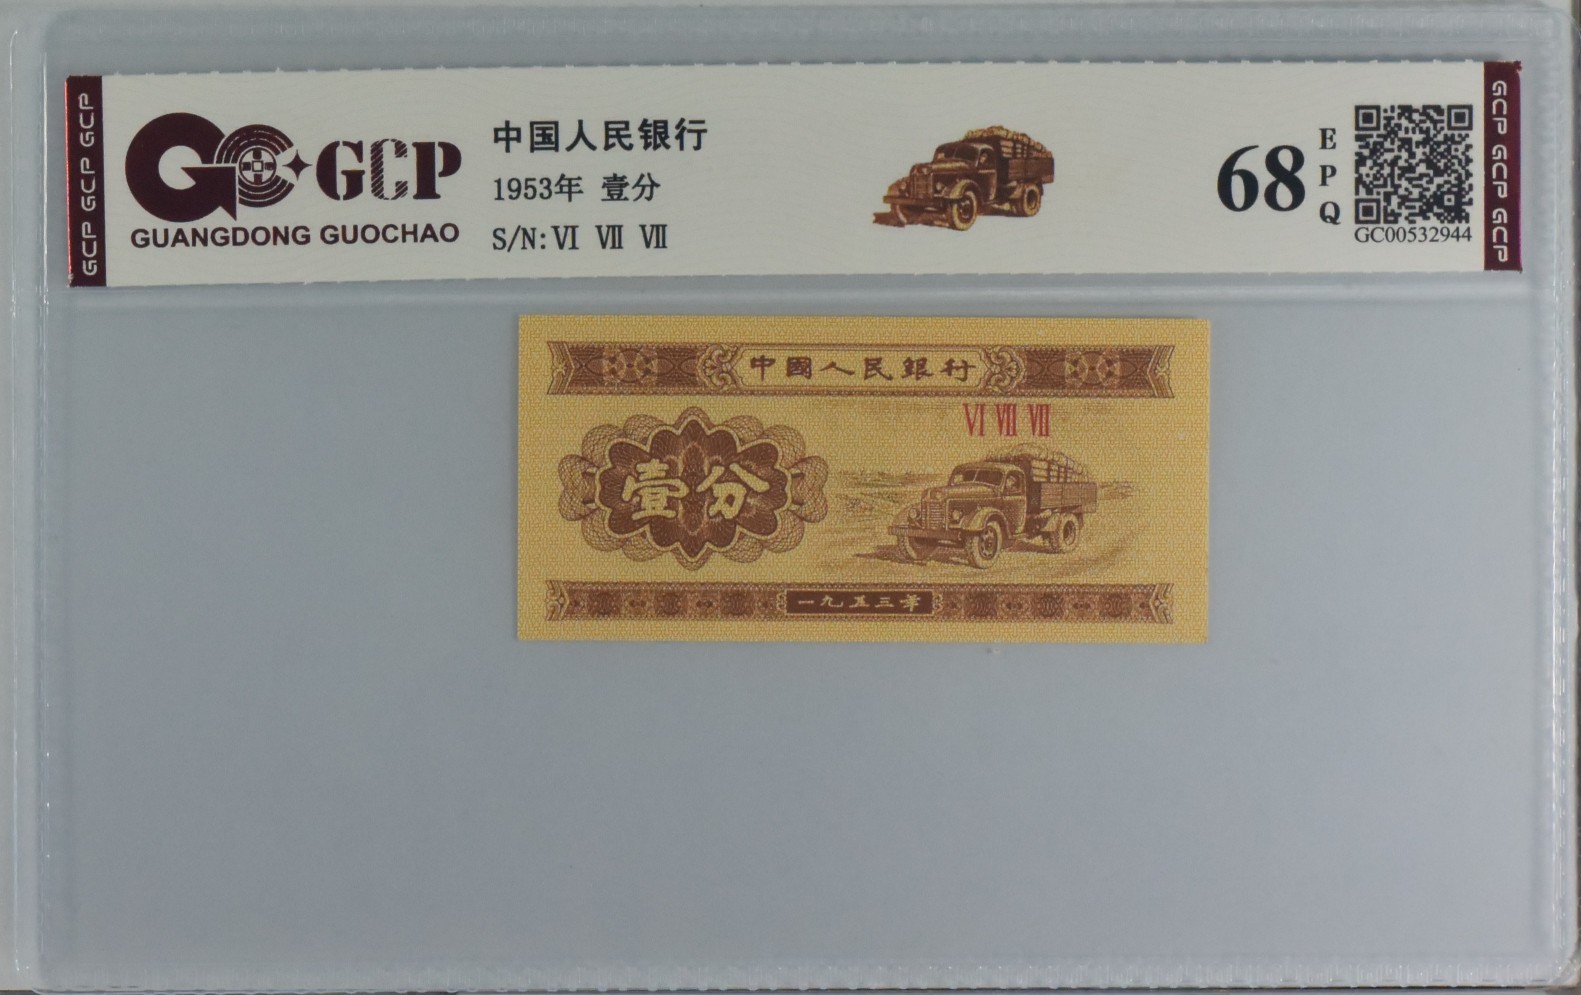 GCP GCP GCP
GCP
GUANGDONG GUOCHAO
中国人民银行
1953年 壹分
S/N:Ⅵ Ⅶ Ⅶ
68
E
P
Q
GC00532944
GCP GCP GCP
中國人民銀行
Ⅵ Ⅶ Ⅶ
壹分
一九五三年